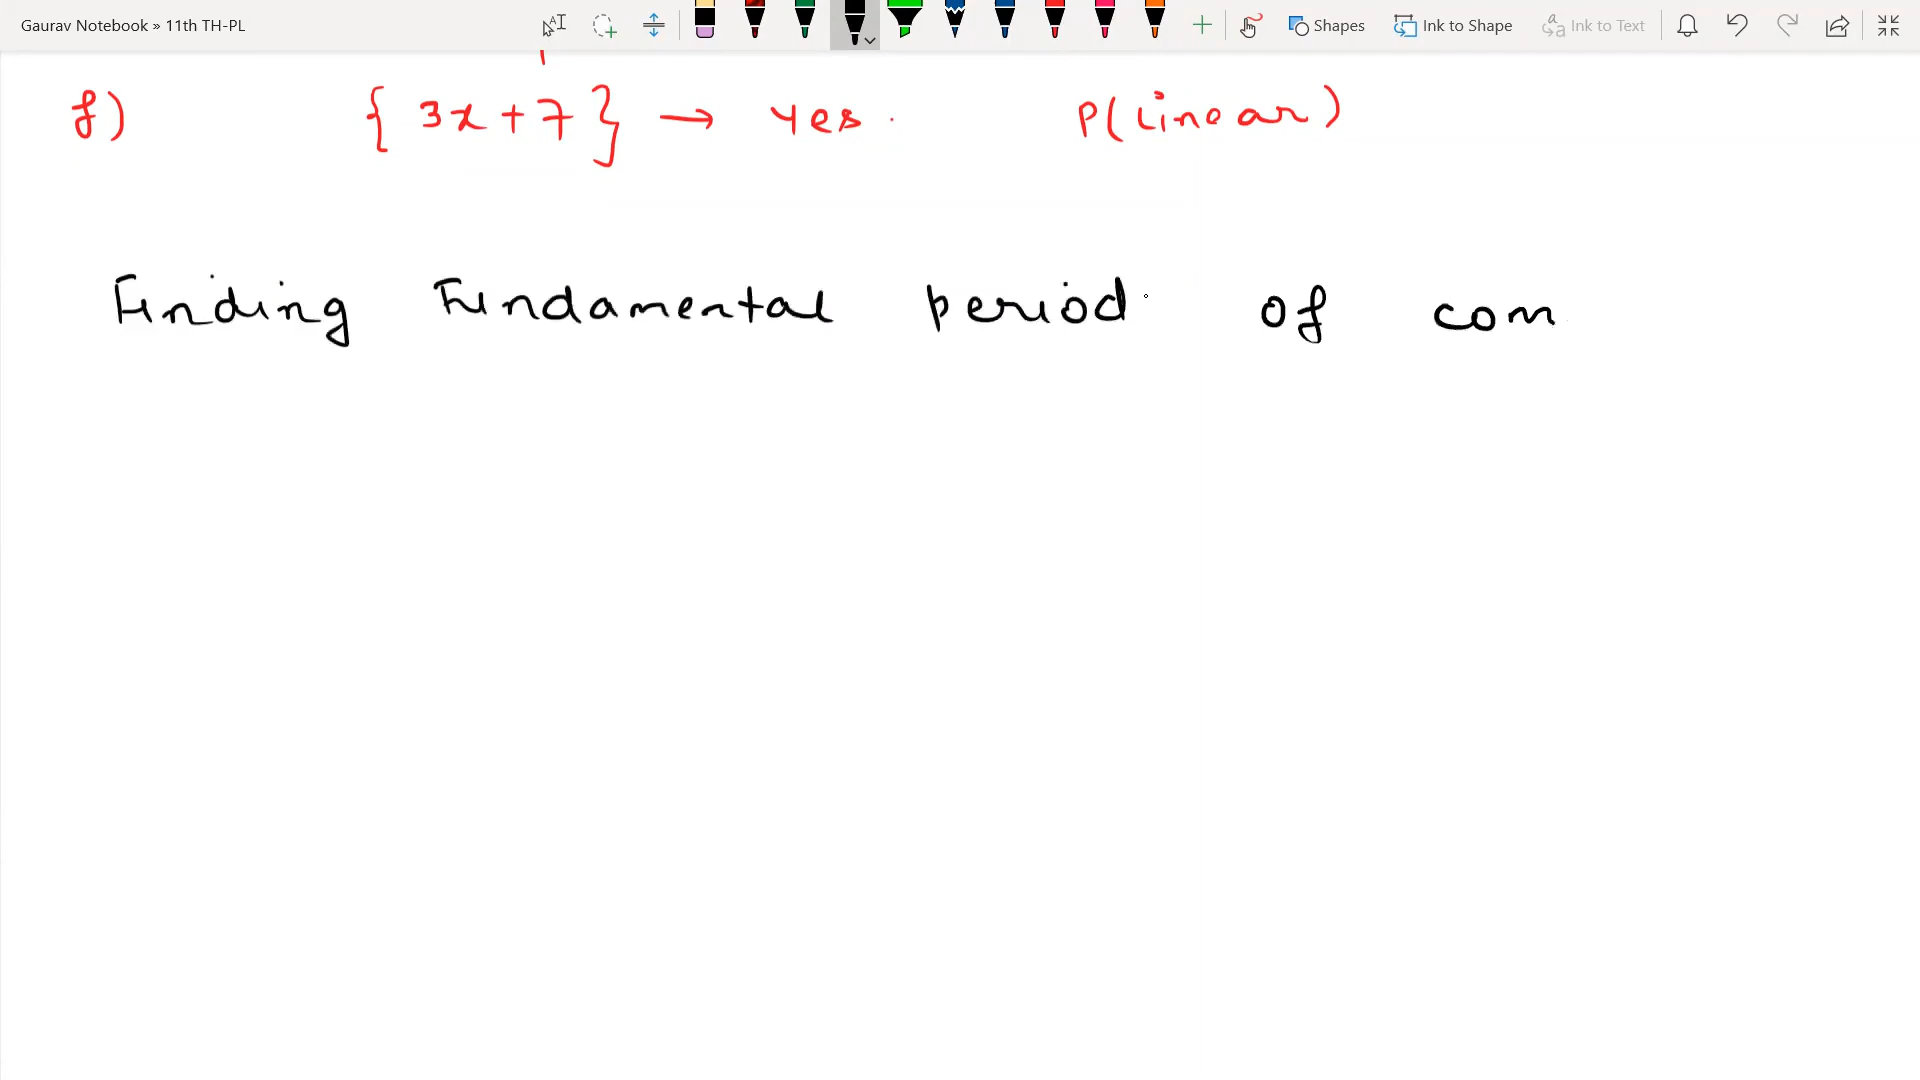 Gaurav Notebook » 11th TH-PL
Shapes
Ink to Shape
Ink to Text
f) { 3x + 7 } → Yes. P(Linear)
Finding Fundamental period of com